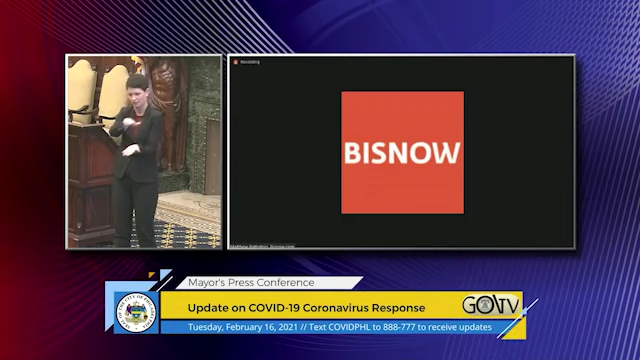 Recording
BISNOW
Mayor's Press Conference
Update on COVID-19 Coronavirus Response
GOVTV
Tuesday, February 16, 2021 // Text COVIDPHL to 888-777 to receive updates